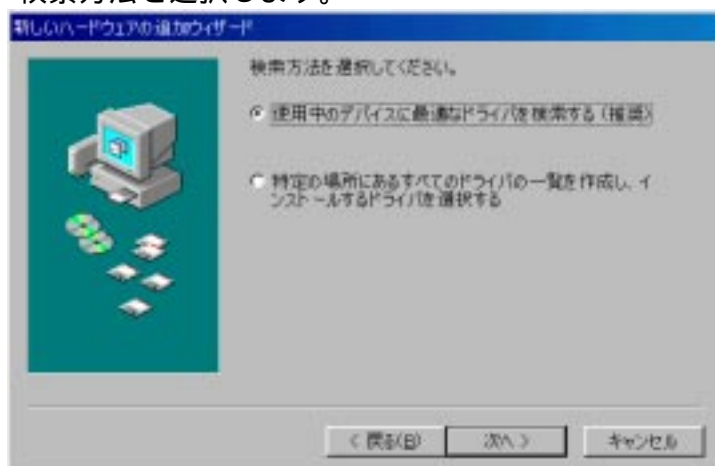 検索方法を選択します。
新しいハードウェアの追加ウィザード
検索方法を選択してください。
使用中のデバイスに最適なドライバを検索する（推奨）
特定の場所にあるすべてのドライバの一覧を作成し、イ
ンストールするドライバを選択する
< 戻る(B)
次へ >
キャンセル